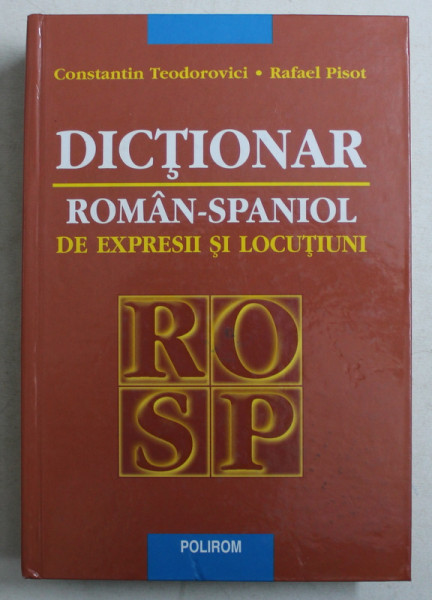 Constantin Teodorovici • Rafael Pisot
DICŢIONAR
ROMÂN-SPANIOL
DE EXPRESII ŞI LOCUŢIUNI
RO
SP
POLIROM